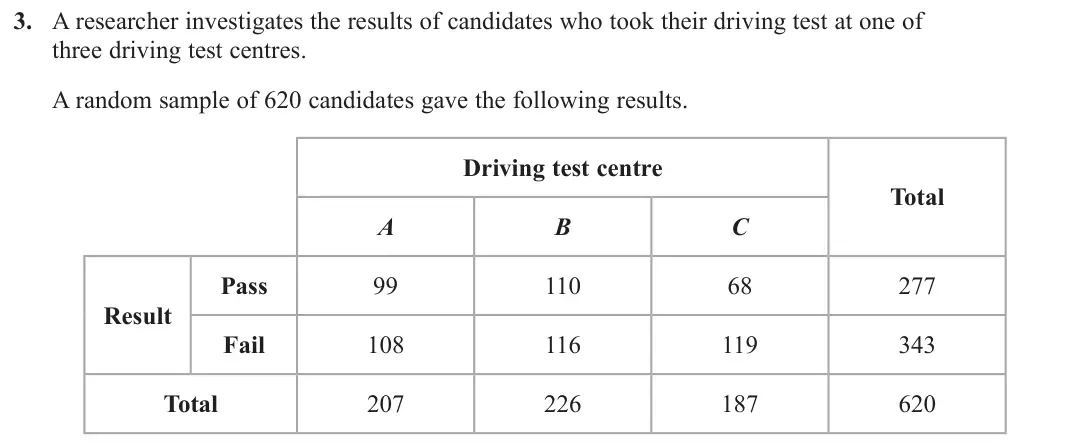 3. A researcher investigates the results of candidates who took their driving test at one of
three driving test centres.
A random sample of 620 candidates gave the following results.
Driving test centre
Total
A B C
Result
Pass 99 110 68 277
Fail 108 116 119 343
Total 207 226 187 620